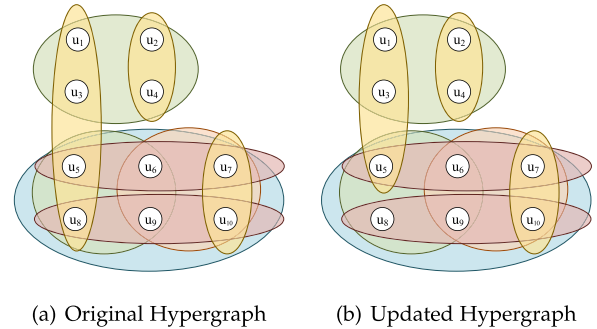 u1 u2 u1 u2
u3 u4 u3 u4
u5 u6 u7 u5 u6 u7
u8 u9 u10 u8 u9 u10
(a) Original Hypergraph (b) Updated Hypergraph